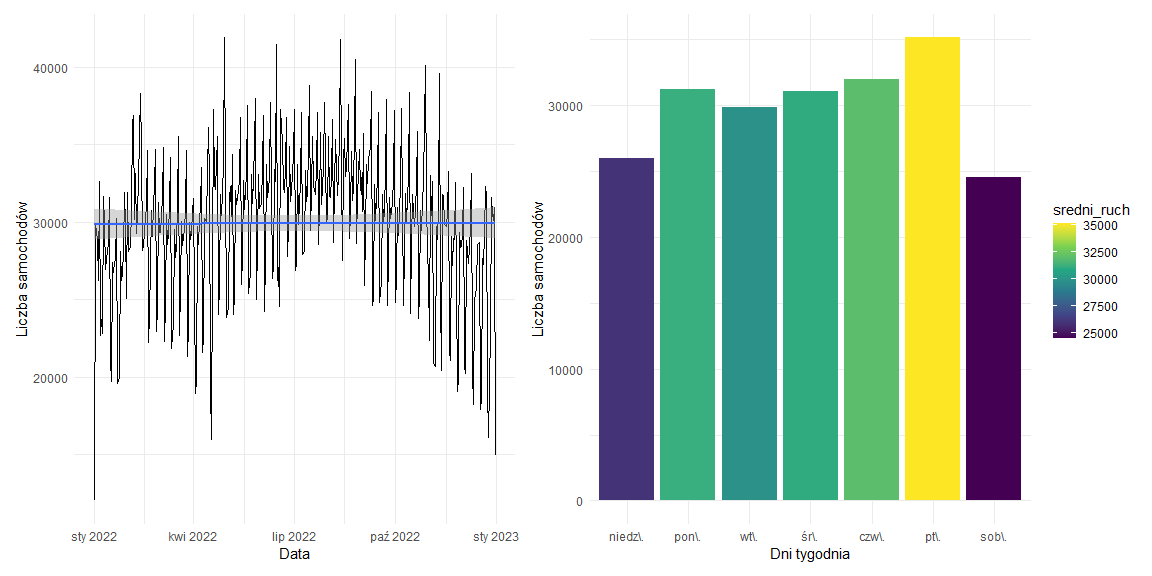 Liczba samochodów
40000
30000
20000
sty 2022
kwi 2022
lip 2022
paź 2022
sty 2023
Data
Liczba samochodów
30000
20000
10000
0
niedz\.
pon\.
wt\.
śr\.
czw\.
pt\.
sob\.
Dni tygodnia
sredni_ruch
35000
32500
30000
27500
25000